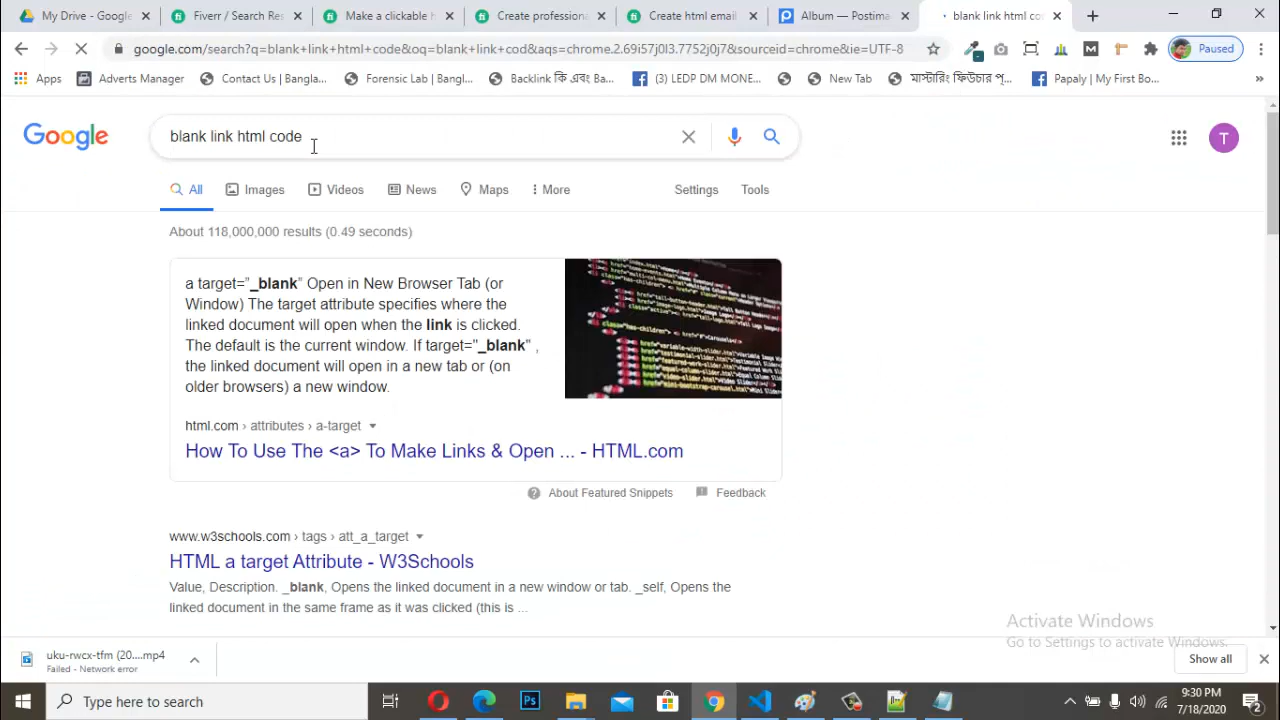 My Drive - Google
Fiverr / Search Res
Make a clickable h
Create professiona
Create html email
Album — Postima
blank link html co
google.com/search?q=blank+link+html+code&oq=blank+link+cod&aqs=chrome.2.69i57j0l3.7752j0j7&sourceid=chrome&ie=UTF-8
Paused
Apps
Adverts Manager
Contact Us | Bangla...
Forensic Lab | Bangl...
Backlink কি এবং Ba...
(3) LEDP DM MONE...
New Tab
মাস্টারিং ফিউচার প্...
Papaly | My First Bo...
»
Google
blank link html code
T
All
Images
Videos
News
Maps
More
Settings
Tools
About 118,000,000 results (0.49 seconds)
a target="_blank" Open in New Browser Tab (or
Window) The target attribute specifies where the
linked document will open when the link is clicked.
The default is the current window. If target="_blank" ,
the linked document will open in a new tab or (on
older browsers) a new window.
html.com › attributes › a-target
How To Use The <a> To Make Links & Open ... - HTML.com
About Featured Snippets
Feedback
www.w3schools.com › tags › att_a_target
HTML a target Attribute - W3Schools
Value, Description. _blank, Opens the linked document in a new window or tab. _self, Opens the
linked document in the same frame as it was clicked (this is ...
Activate Windows
Go to Settings to activate Windows.
uku-rwcx-tfm (20....mp4
Failed - Network error
Show all
Type here to search
9:30 PM
7/18/2020
2